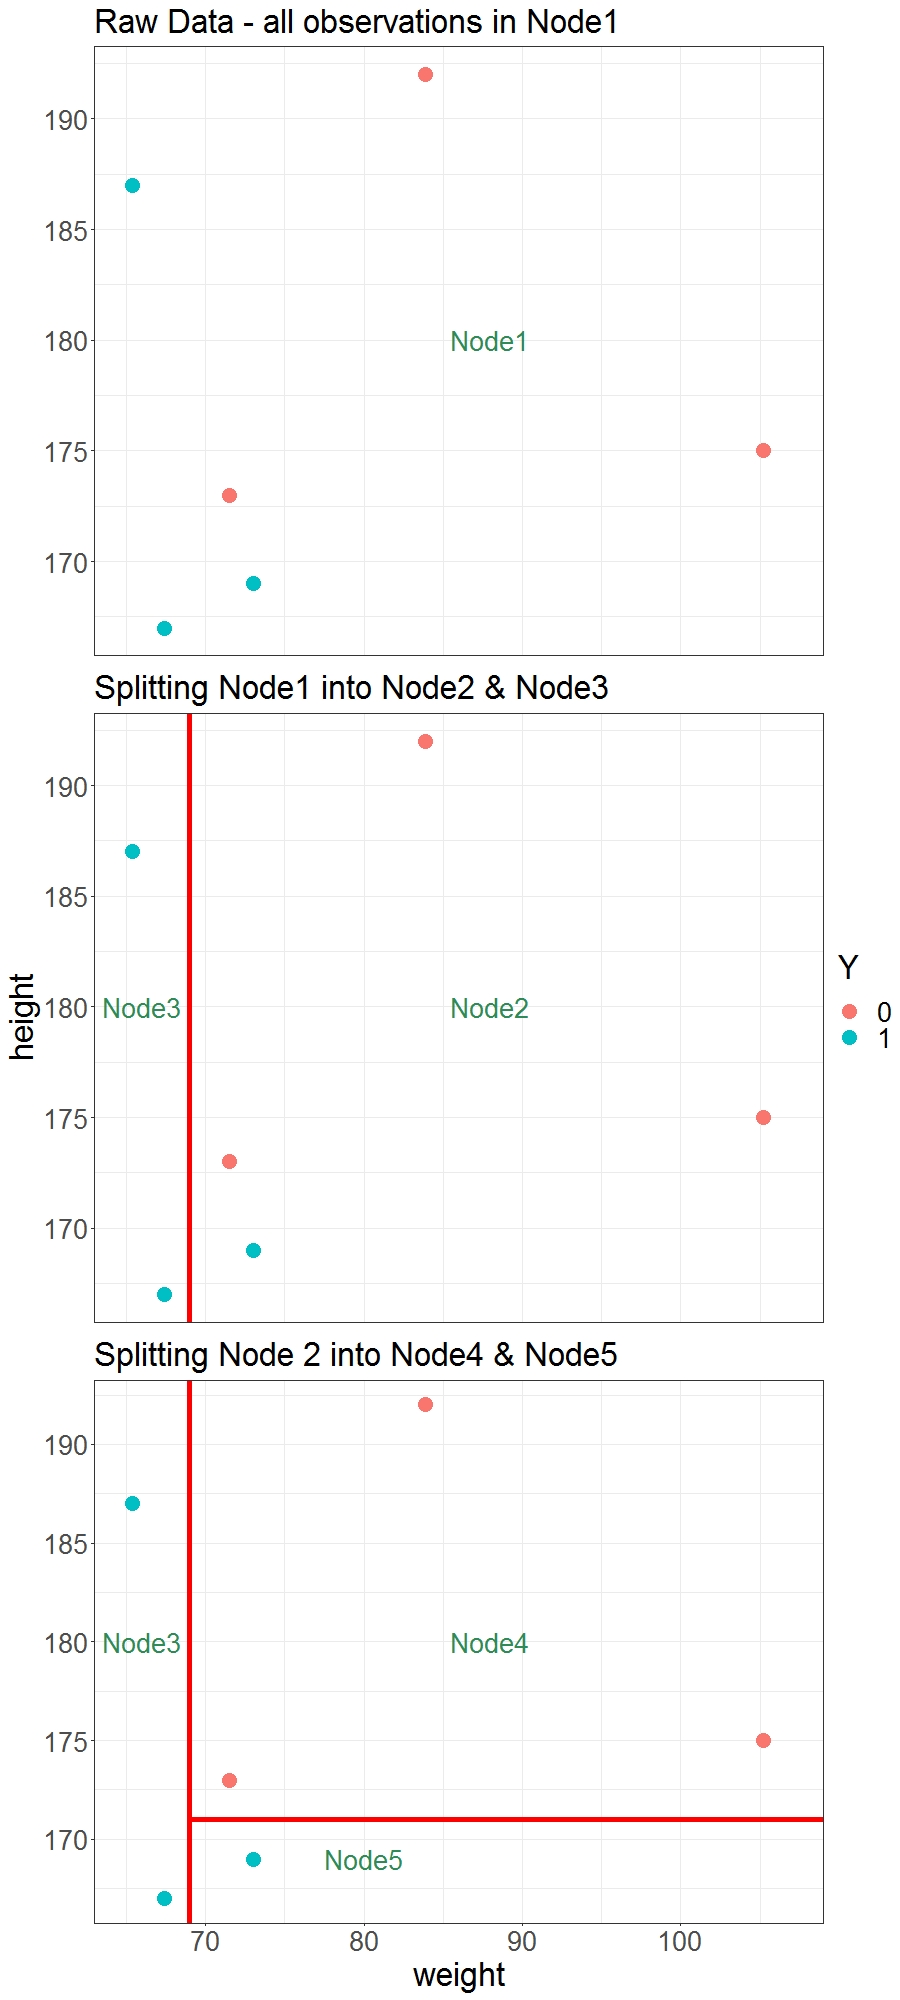 Raw Data - all observations in Node1
190
185
180
175
170
Node1
Splitting Node1 into Node2 & Node3
190
185
180
175
170
Node3
Node2
height
Y
0
1
Splitting Node 2 into Node4 & Node5
190
185
180
175
170
Node3
Node4
Node5
70 80 90 100
weight